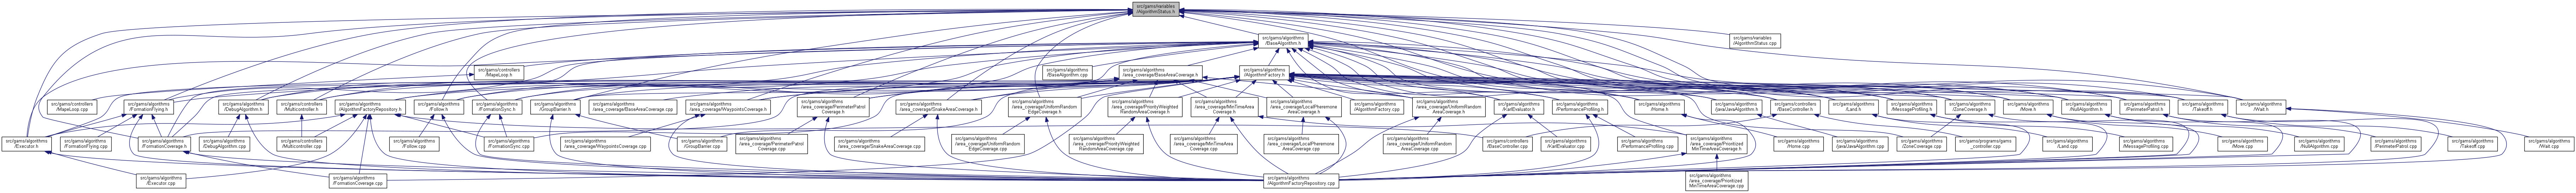 src/gams/variables
/AlgorithmStatus.h
src/gams/algorithms
/BaseAlgorithm.h
src/gams/variables
/AlgorithmStatus.cpp
src/gams/controllers
/MapeLoop.h
src/gams/algorithms
/BaseAlgorithm.cpp
src/gams/algorithms
/area_coverage/BaseAreaCoverage.h
src/gams/algorithms
/AlgorithmFactory.h
src/gams/controllers
/MapeLoop.cpp
src/gams/algorithms
/FormationFlying.h
src/gams/algorithms
/DebugAlgorithm.h
src/gams/controllers
/Multicontroller.h
src/gams/algorithms
/AlgorithmFactoryRepository.h
src/gams/algorithms
/Follow.h
src/gams/algorithms
/FormationSync.h
src/gams/algorithms
/GroupBarrier.h
src/gams/algorithms
/area_coverage/BaseAreaCoverage.cpp
src/gams/algorithms
/area_coverage/WaypointsCoverage.h
src/gams/algorithms
/area_coverage/PerimeterPatrol
Coverage.h
src/gams/algorithms
/area_coverage/SnakeAreaCoverage.h
src/gams/algorithms
/area_coverage/UniformRandom
EdgeCoverage.h
src/gams/algorithms
/area_coverage/PriorityWeighted
RandomAreaCoverage.h
src/gams/algorithms
/area_coverage/MinTimeArea
Coverage.h
src/gams/algorithms
/area_coverage/LocalPheremone
AreaCoverage.h
src/gams/algorithms
/AlgorithmFactory.cpp
src/gams/algorithms
/area_coverage/UniformRandom
AreaCoverage.h
src/gams/algorithms
/KarlEvaluator.h
src/gams/algorithms
/PerformanceProfiling.h
src/gams/algorithms
/Home.h
src/gams/algorithms
/java/JavaAlgorithm.h
src/gams/controllers
/BaseController.h
src/gams/algorithms
/Land.h
src/gams/algorithms
/MessageProfiling.h
src/gams/algorithms
/ZoneCoverage.h
src/gams/algorithms
/Move.h
src/gams/algorithms
/NullAlgorithm.h
src/gams/algorithms
/PerimeterPatrol.h
src/gams/algorithms
/Takeoff.h
src/gams/algorithms
/Wait.h
src/gams/algorithms
/Executor.h
src/gams/algorithms
/FormationFlying.cpp
src/gams/algorithms
/FormationCoverage.h
src/gams/algorithms
/DebugAlgorithm.cpp
src/gams/controllers
/Multicontroller.cpp
src/gams/algorithms
/Follow.cpp
src/gams/algorithms
/FormationSync.cpp
src/gams/algorithms
/area_coverage/WaypointsCoverage.cpp
src/gams/algorithms
/GroupBarrier.cpp
src/gams/algorithms
/area_coverage/PerimeterPatrol
Coverage.cpp
src/gams/algorithms
/area_coverage/SnakeAreaCoverage.cpp
src/gams/algorithms
/area_coverage/UniformRandom
EdgeCoverage.cpp
src/gams/algorithms
/area_coverage/PriorityWeighted
RandomAreaCoverage.cpp
src/gams/algorithms
/area_coverage/MinTimeArea
Coverage.cpp
src/gams/algorithms
/area_coverage/LocalPheremone
AreaCoverage.cpp
src/gams/algorithms
/area_coverage/UniformRandom
AreaCoverage.cpp
src/gams/controllers
/BaseController.cpp
src/gams/algorithms
/KarlEvaluator.cpp
src/gams/algorithms
/PerformanceProfiling.cpp
src/gams/algorithms
/area_coverage/Prioritized
MinTimeAreaCoverage.h
src/gams/algorithms
/Home.cpp
src/gams/algorithms
/java/JavaAlgorithm.cpp
src/gams/algorithms
/ZoneCoverage.cpp
src/gams/programs/gams
_controller.cpp
src/gams/algorithms
/Land.cpp
src/gams/algorithms
/MessageProfiling.cpp
src/gams/algorithms
/Move.cpp
src/gams/algorithms
/NullAlgorithm.cpp
src/gams/algorithms
/PerimeterPatrol.cpp
src/gams/algorithms
/Takeoff.cpp
src/gams/algorithms
/Wait.cpp
src/gams/algorithms
/Executor.cpp
src/gams/algorithms
/FormationCoverage.cpp
src/gams/algorithms
/AlgorithmFactoryRepository.cpp
src/gams/algorithms
/area_coverage/Prioritized
MinTimeAreaCoverage.cpp